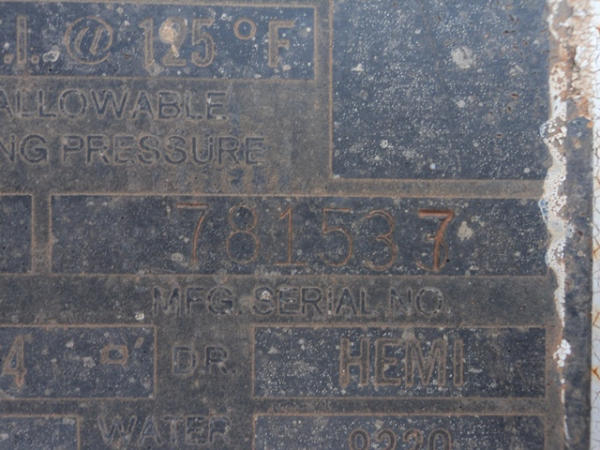 .I. @ 125 °F
ALLOWABLE
NG PRESSURE
781537
MFG. SERIAL NO.
4 D.R. HEMI
WATER